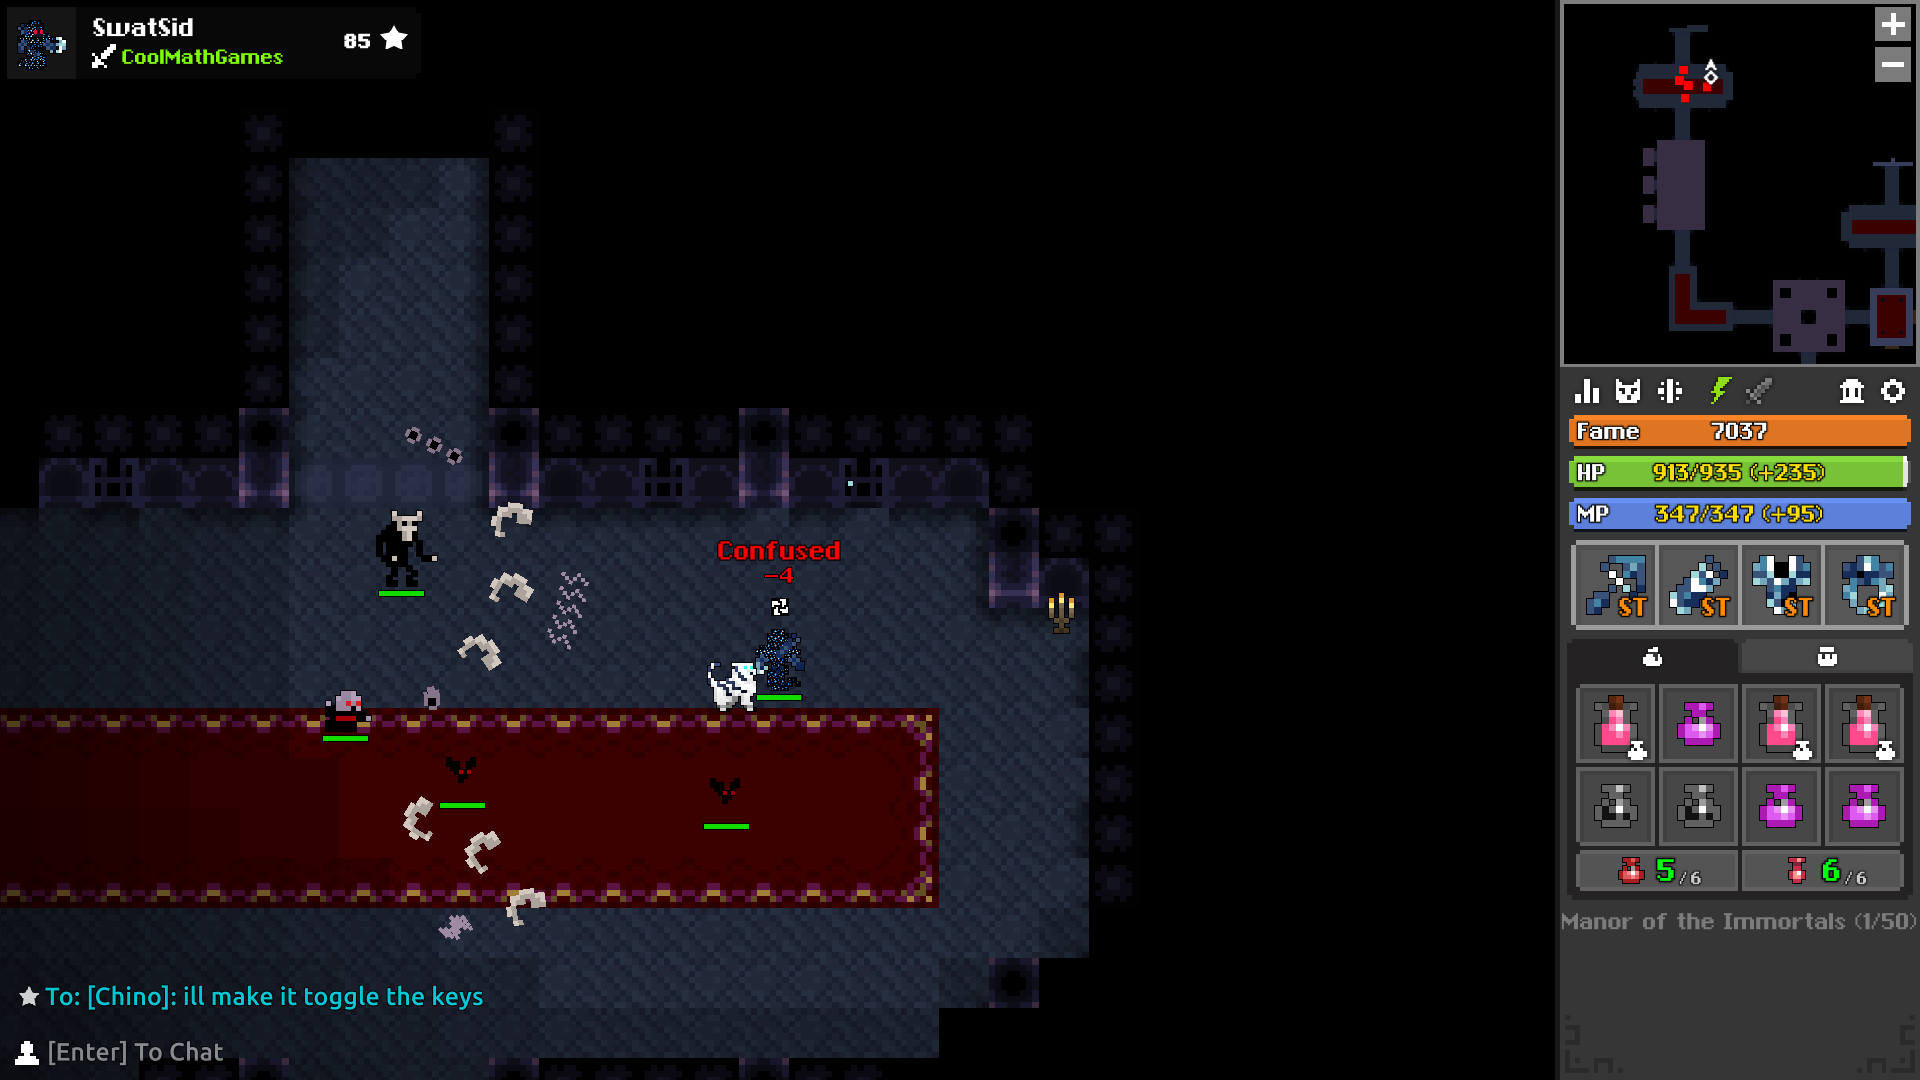 SwatSid
CoolMathGames
85
Fame 7037
HP 913/935 (+235)
MP 347/347 (+95)
Confused
-4
ST ST ST ST
5/6 6/6
Manor of the Immortals (1/50)
To: [Chino]: ill make it toggle the keys
[Enter] To Chat